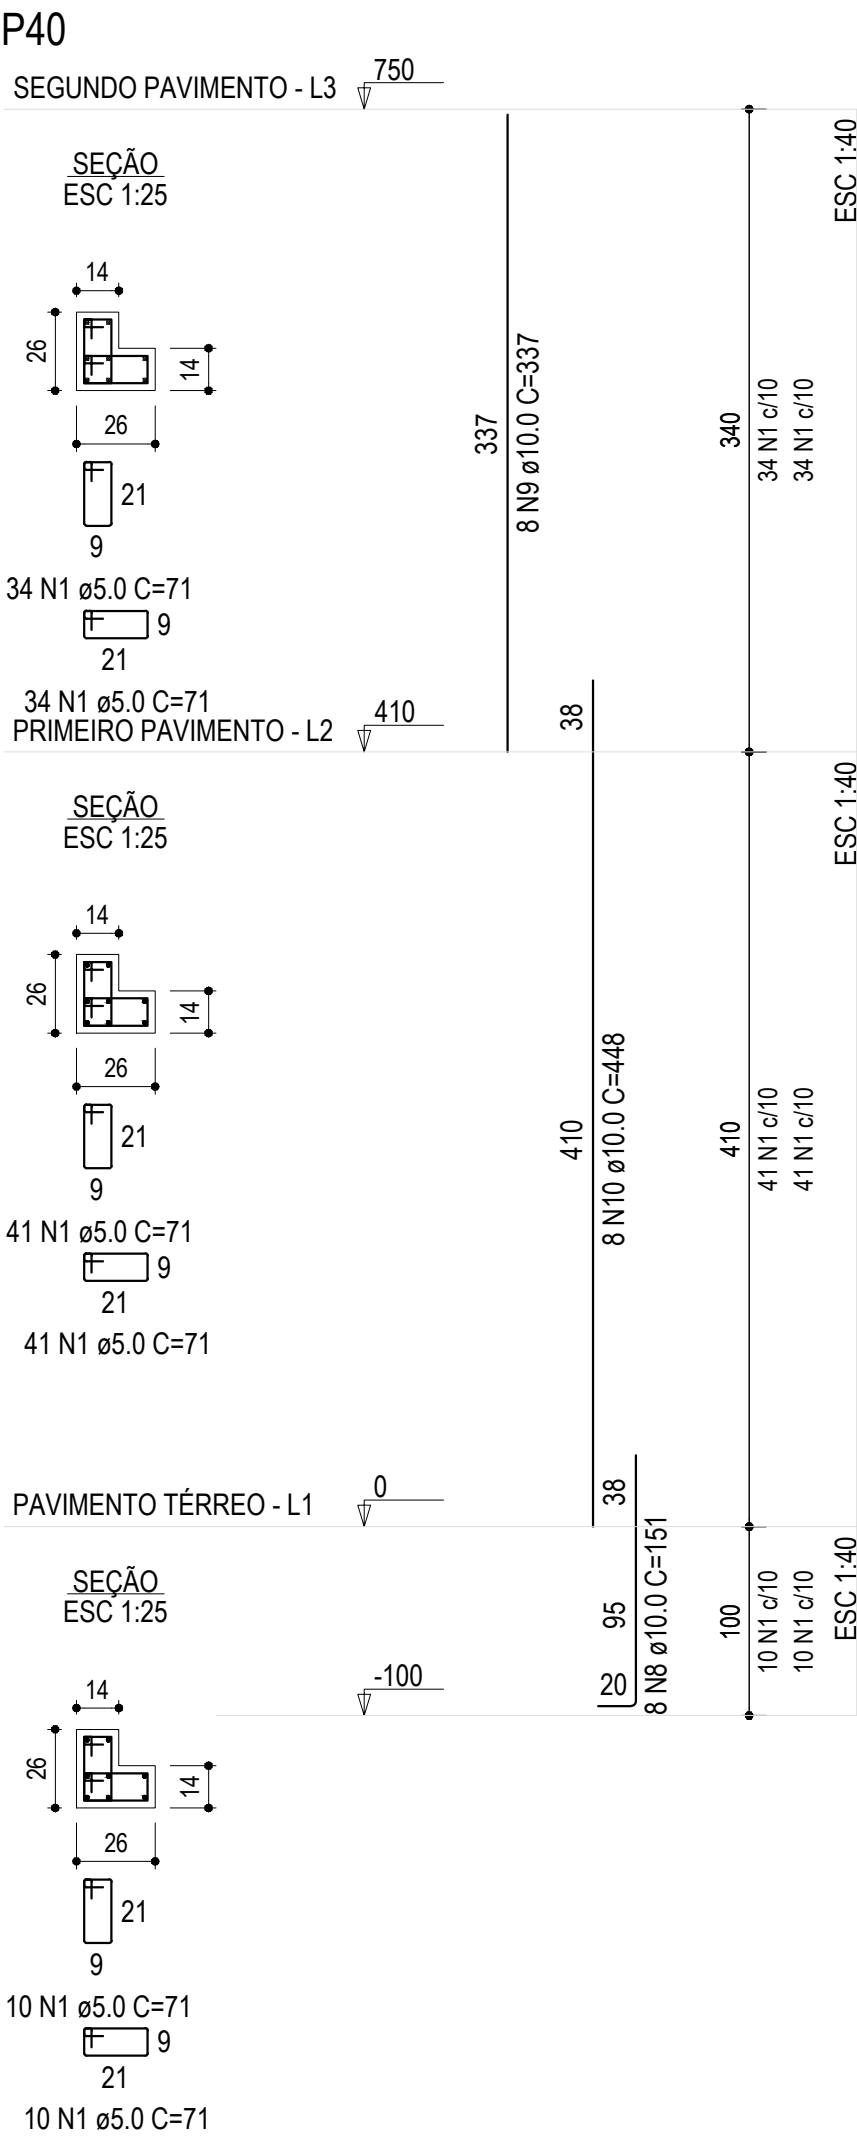 P40
SEGUNDO PAVIMENTO - L3
750
SEÇÃO
ESC 1:25
14
26
14
26
21
9
34 N1 ø5.0 C=71
9
21
34 N1 ø5.0 C=71
337
8 N9 ø10.0 C=337
340
34 N1 c/10
34 N1 c/10
ESC 1:40
PRIMEIRO PAVIMENTO - L2
410
SEÇÃO
ESC 1:25
14
26
14
26
21
9
41 N1 ø5.0 C=71
9
21
41 N1 ø5.0 C=71
38
410
8 N10 ø10.0 C=448
410
41 N1 c/10
41 N1 c/10
ESC 1:40
PAVIMENTO TÉRREO - L1
0
SEÇÃO
ESC 1:25
-100
14
26
14
26
21
9
10 N1 ø5.0 C=71
9
21
10 N1 ø5.0 C=71
38
95
20
8 N8 ø10.0 C=151
100
10 N1 c/10
10 N1 c/10
ESC 1:40